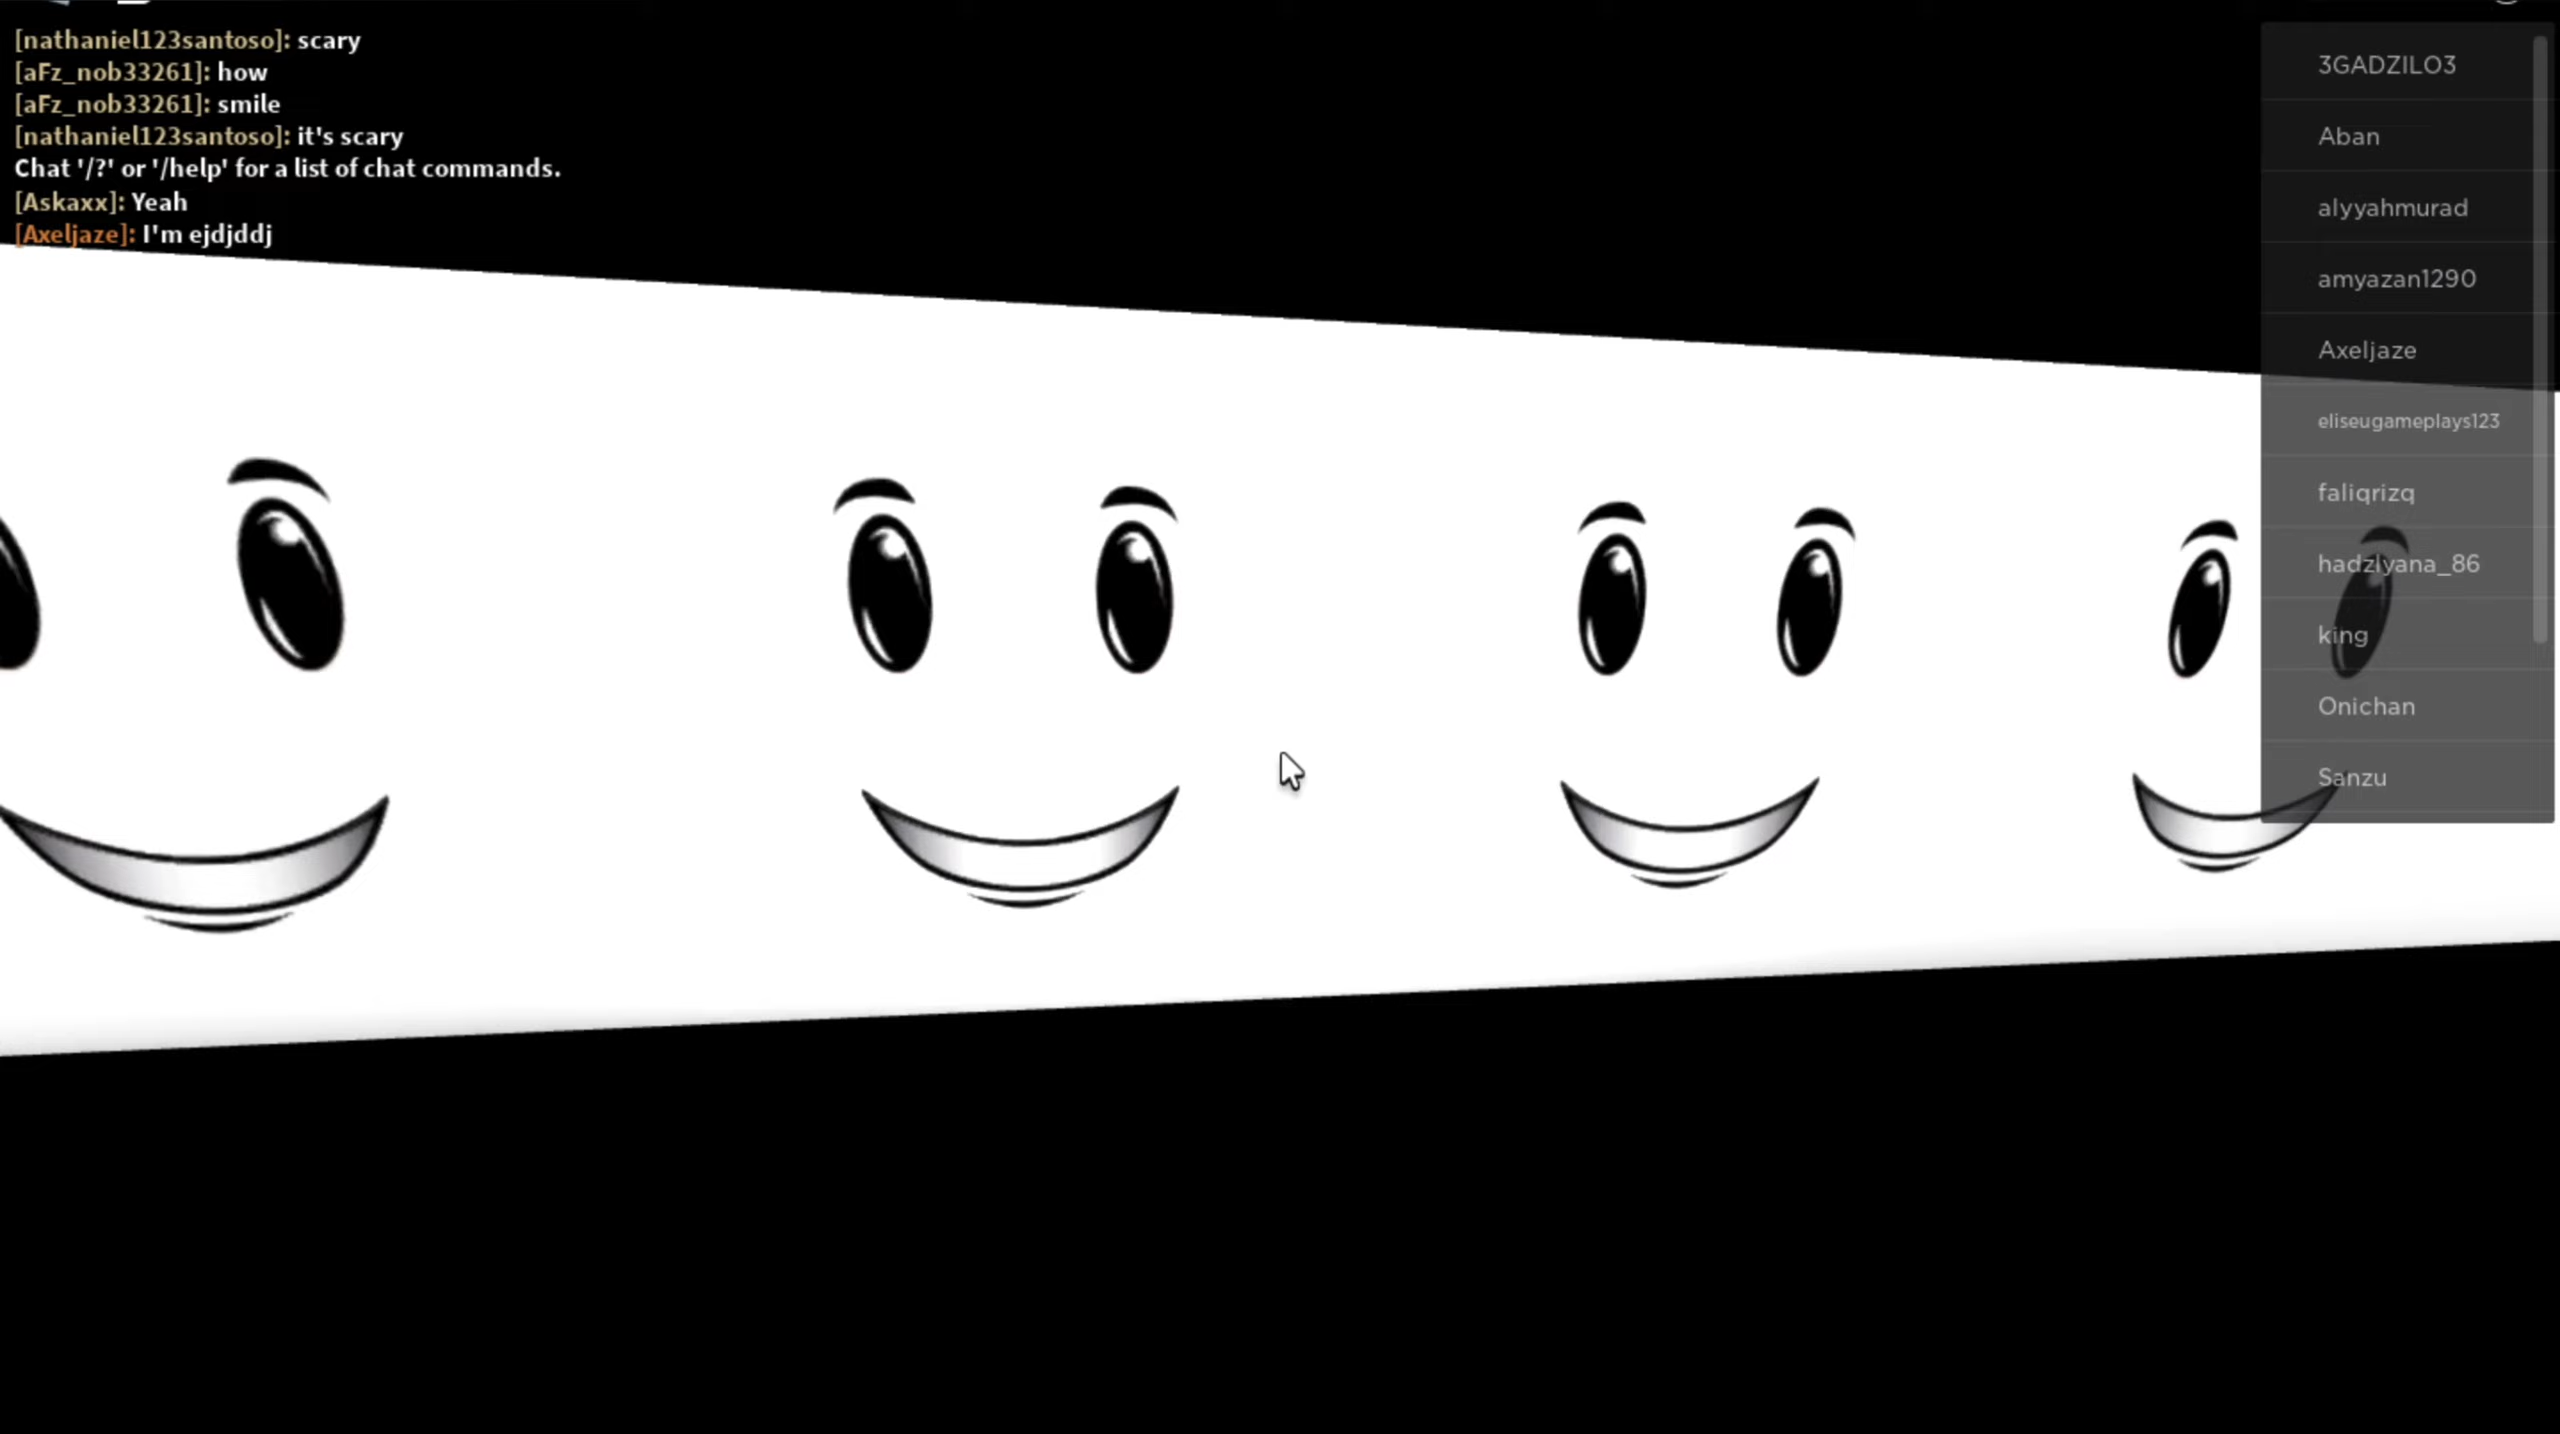 [nathaniel123santoso]: scary
[aFz_nob33261]: how
[aFz_nob33261]: smile
[nathaniel123santoso]: it's scary
Chat '/?' or '/help' for a list of chat commands.
[Askaxx]: Yeah
[Axeljaze]: I'm ejdjddj
3GADZILO3
Aban
alyyahmurad
amyazan1290
Axeljaze
eliseugameplays123
faliqrizq
hadzlyana_86
king
Onichan
Sanzu